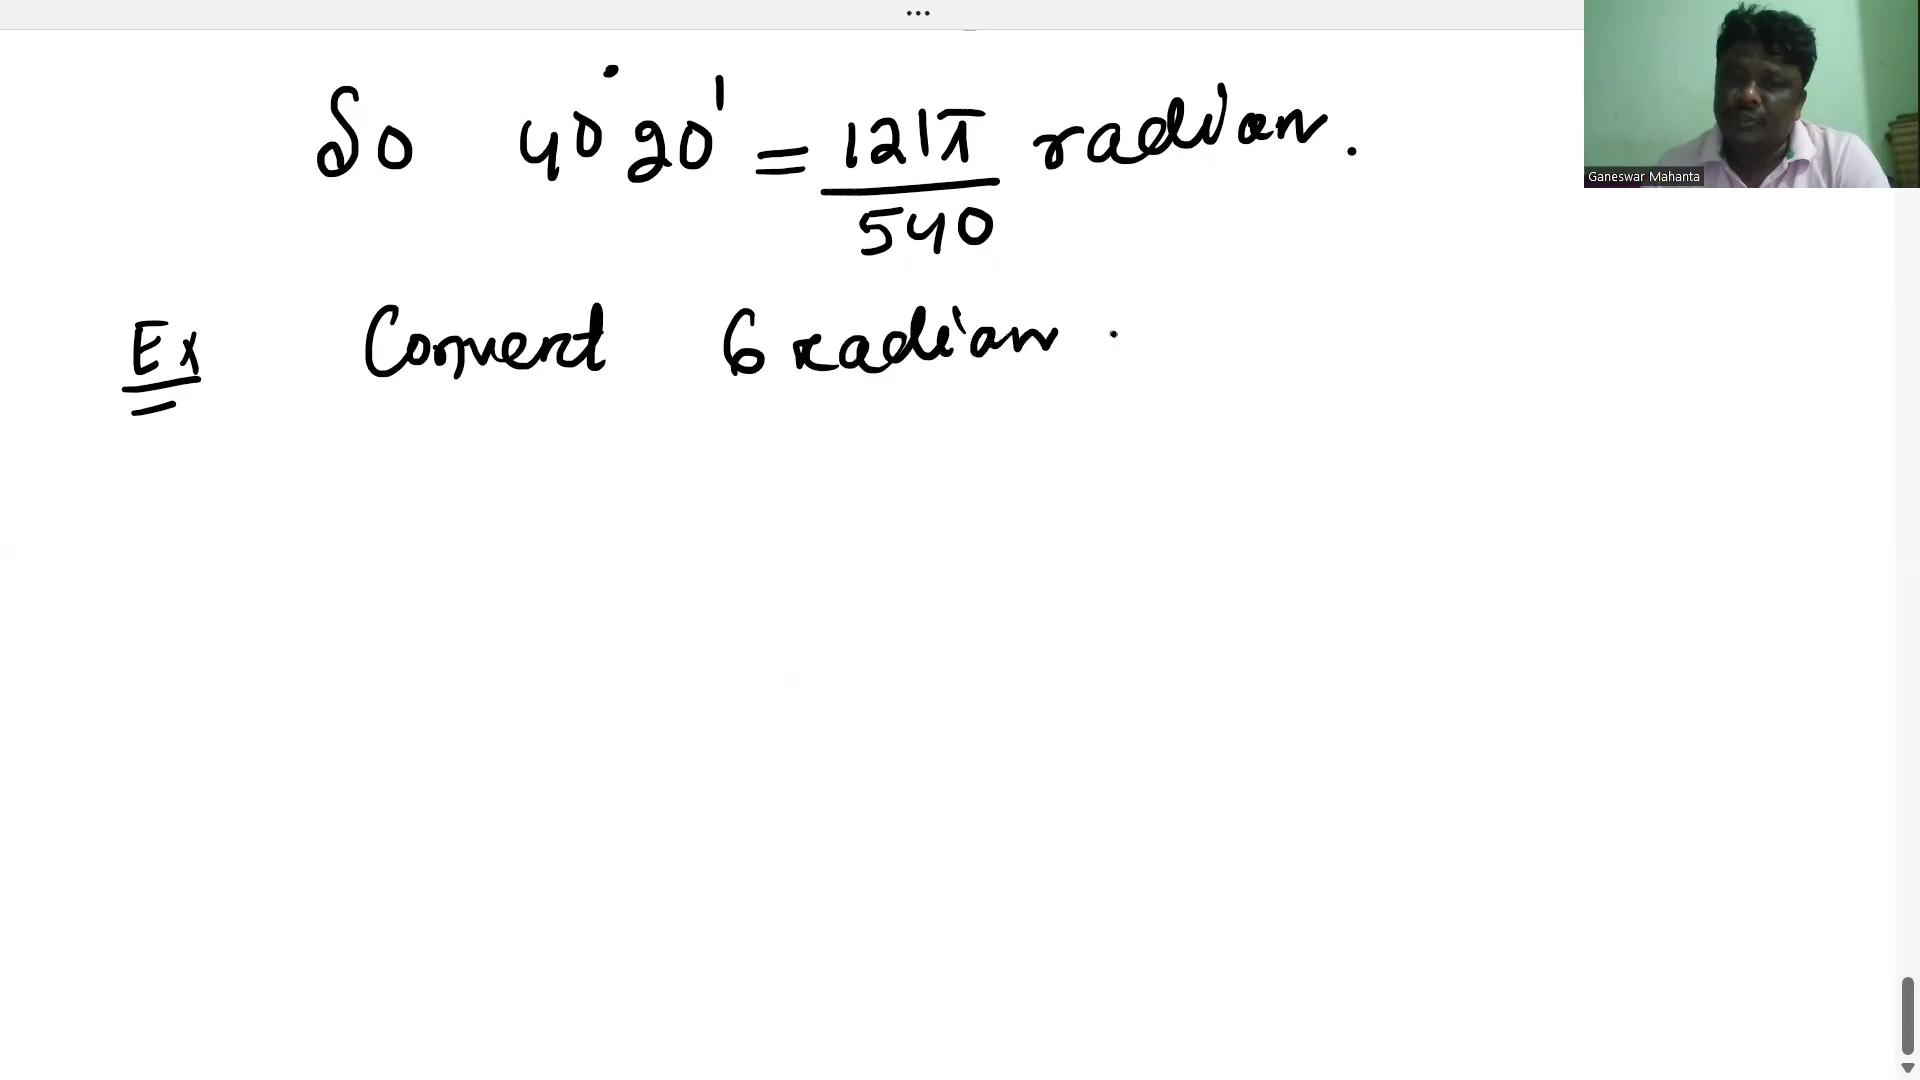 ...
Ganeswar Mahanta
So 40° 20' = 121π/540 radian.
Ex Convert 6 radian .